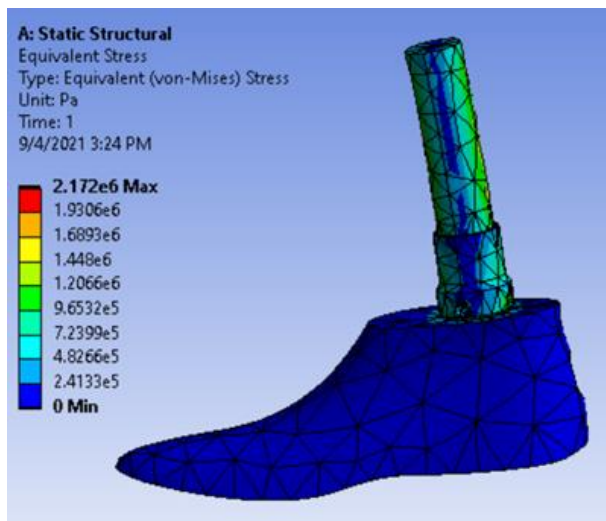 A: Static Structural
Equivalent Stress
Type: Equivalent (von-Mises) Stress
Unit: Pa
Time: 1
9/4/2021 3:24 PM
2.172e6 Max
1.9306e6
1.6893e6
1.448e6
1.2066e6
9.6532e5
7.2399e5
4.8266e5
2.4133e5
0 Min